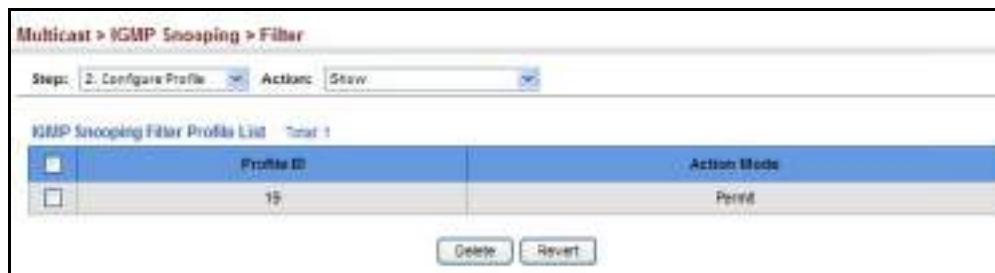 Multicast > IGMP Snooping > Filter
Step: 2. Configure Profile Action: Show
IGMP Snooping Filter Profile List Total: 1
Profile ID Action Mode
19 Permit
Delete Revert